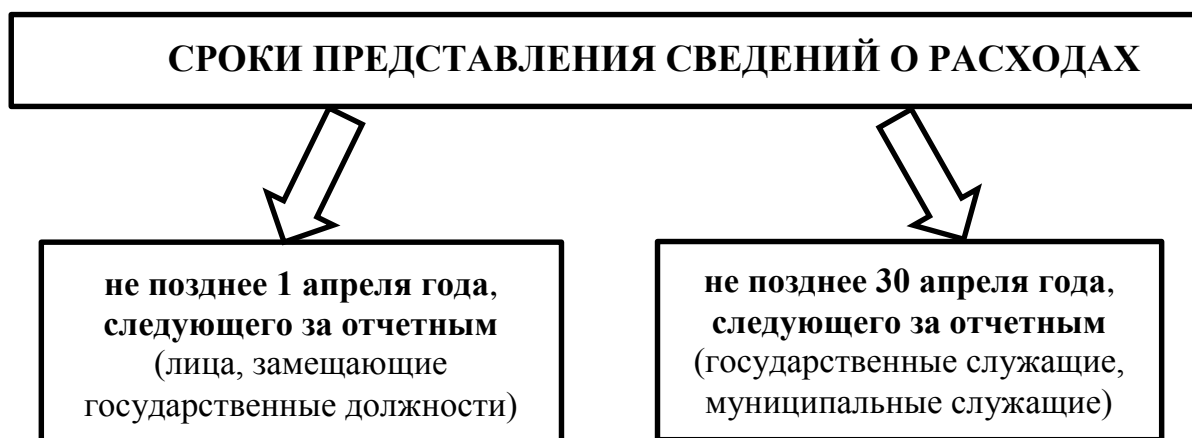 СРОКИ ПРЕДСТАВЛЕНИЯ СВЕДЕНИЙ О РАСХОДАХ
не позднее 1 апреля года,
следующего за отчетным
(лица, замещающие
государственные должности)
не позднее 30 апреля года,
следующего за отчетным
(государственные служащие,
муниципальные служащие)